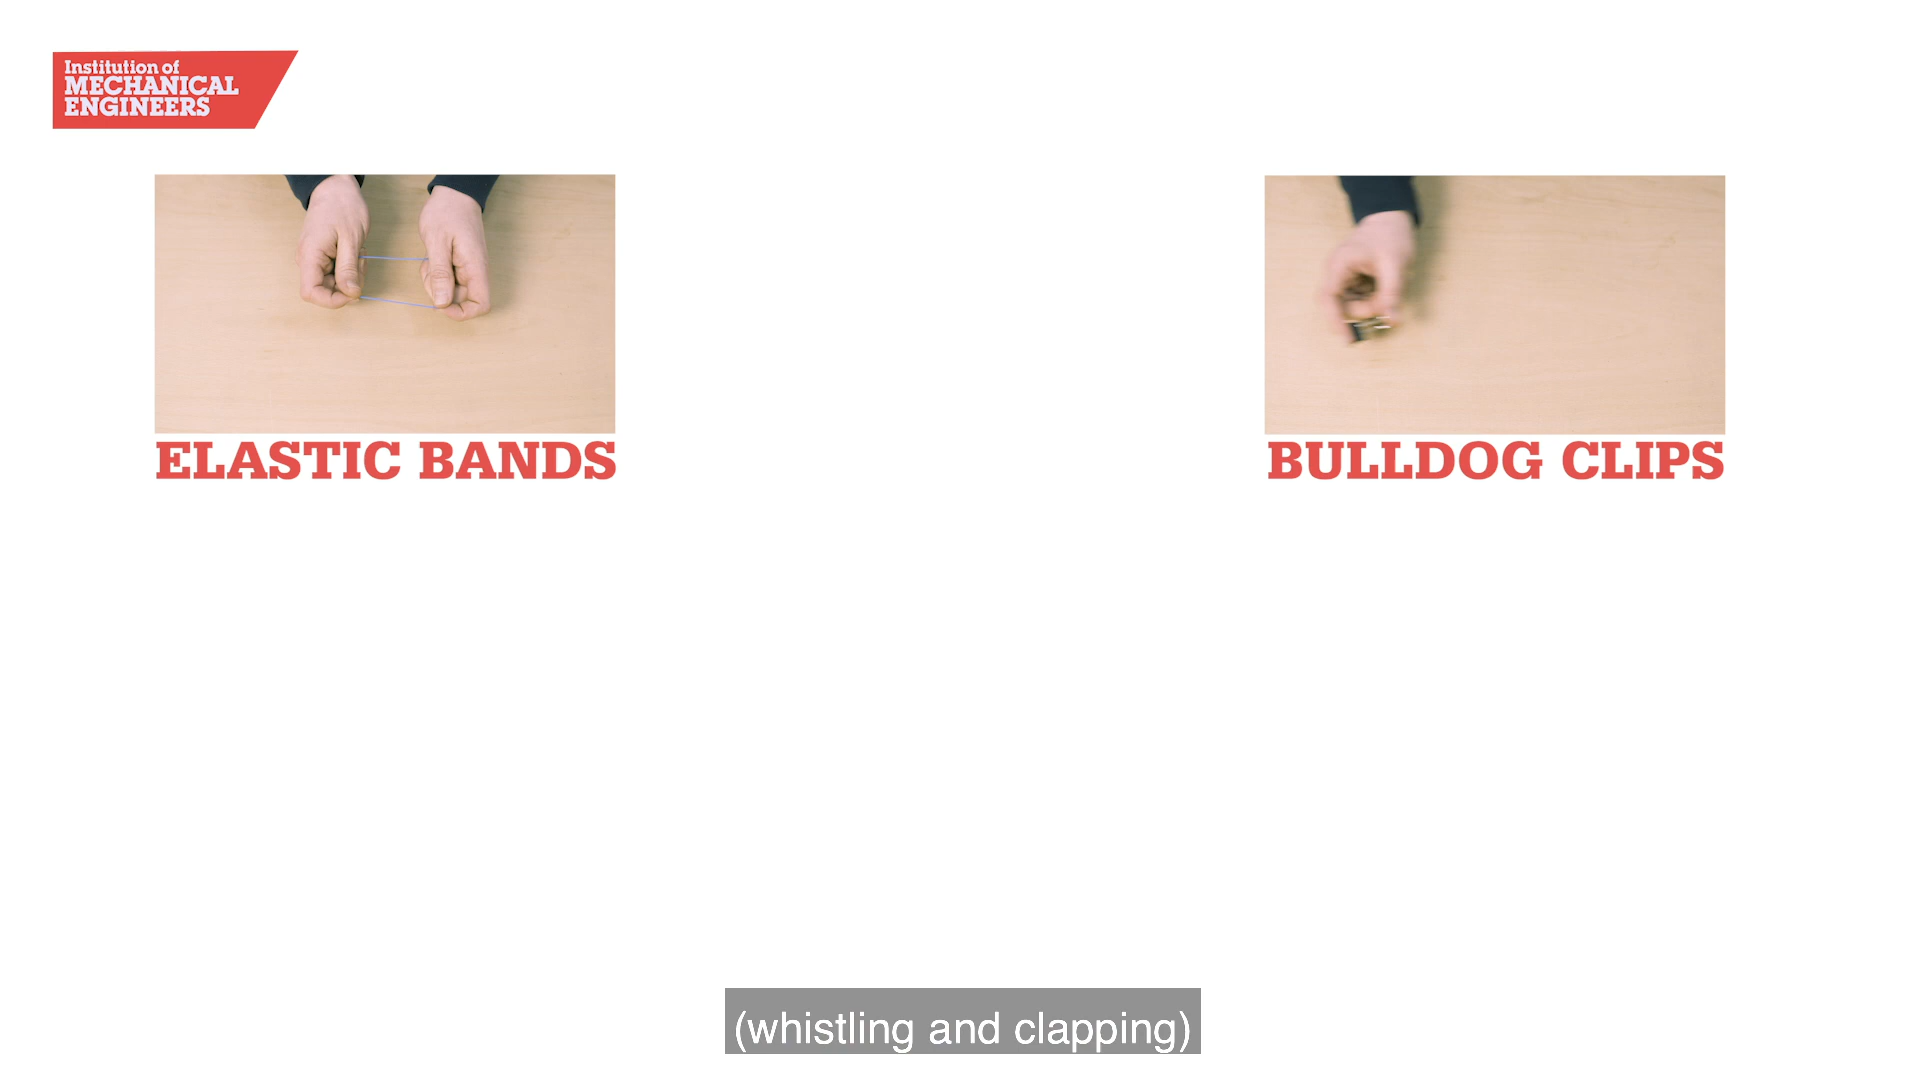 Institution of
MECHANICAL
ENGINEERS
ELASTIC BANDS
BULLDOG CLIPS
(whistling and clapping)